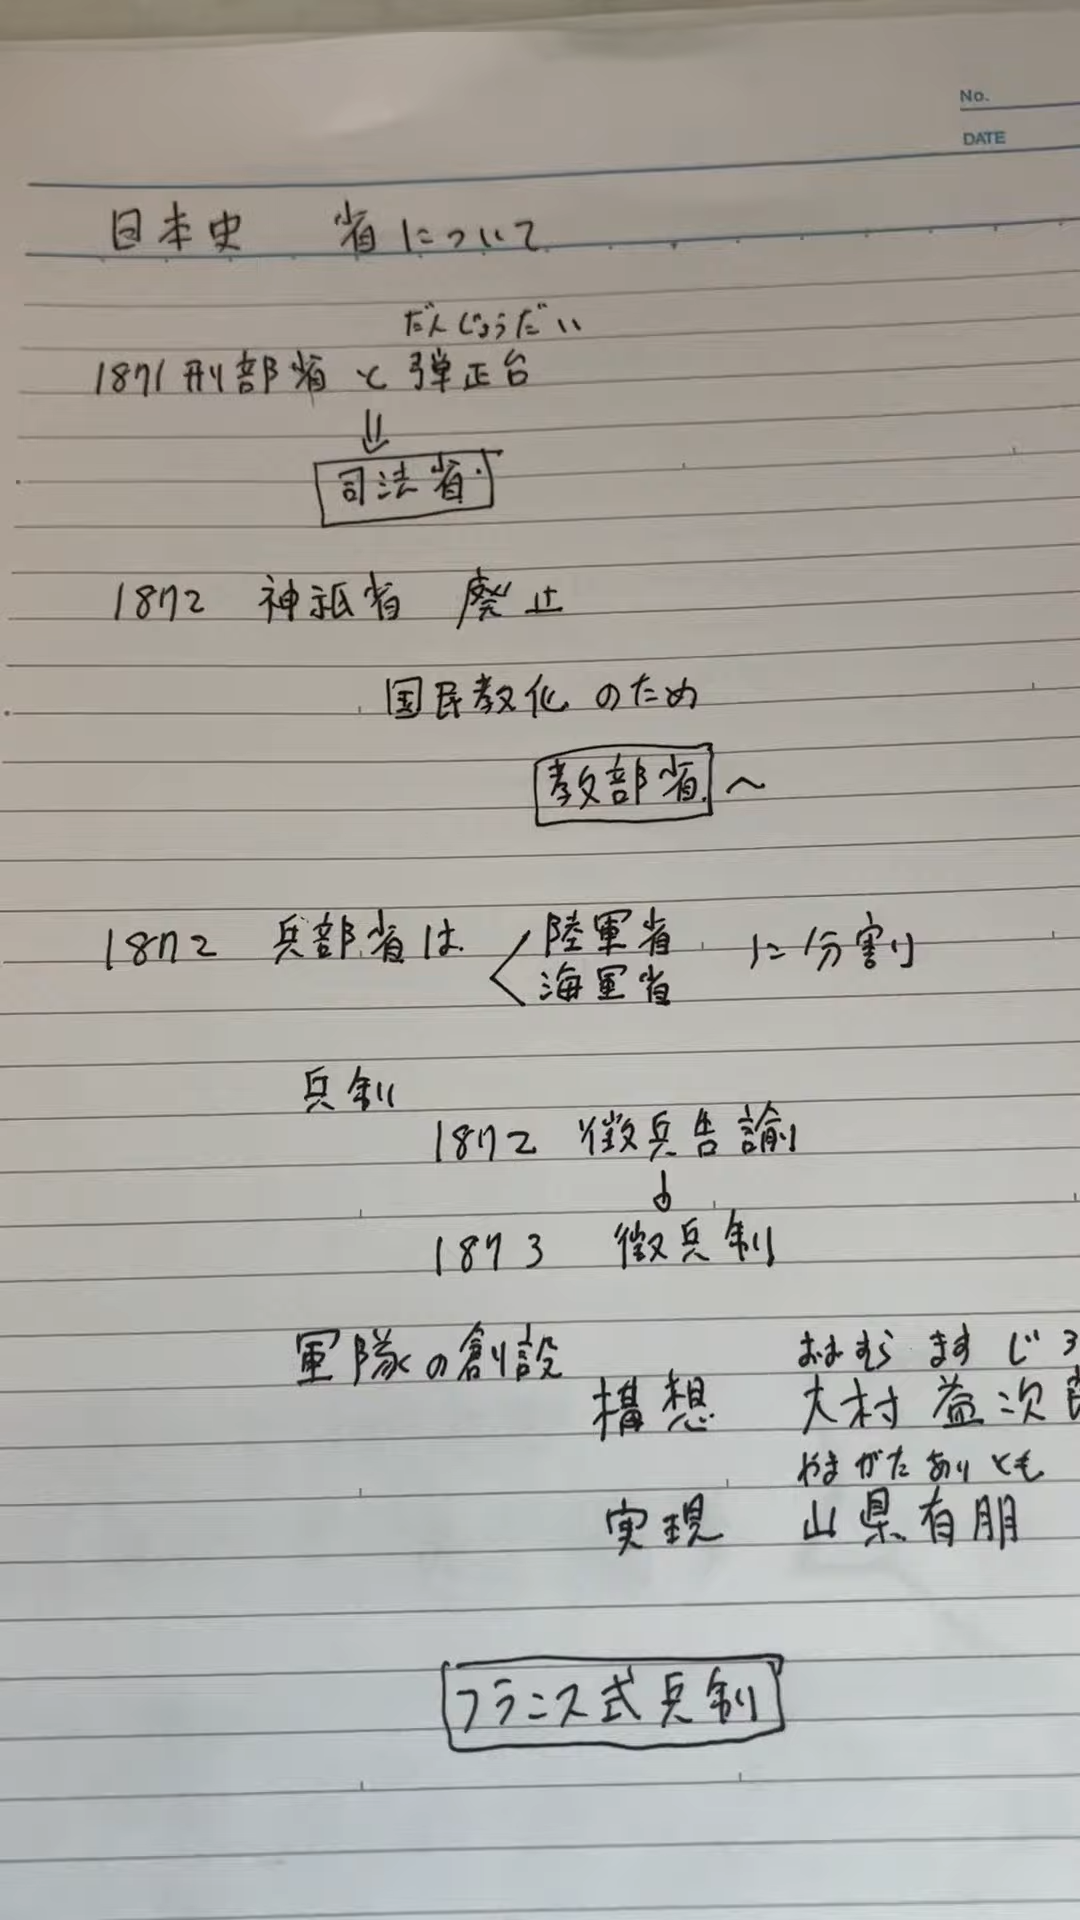 No.
DATE
日本史 省について
だんじょうだい
1871 刑部省 と 弾正台
⇓
司法省
1872 神祇省 廃止
国民教化 のため
教部省 へ
1872 兵部省は < 陸軍省 に分割
海軍省
兵制
1872 徴兵告諭
↓
1873 徴兵制
軍隊の創設
おおむら ますじろ
構想 大村 益次郎
やまがた ありとも
実現 山県有朋
フランス式兵制